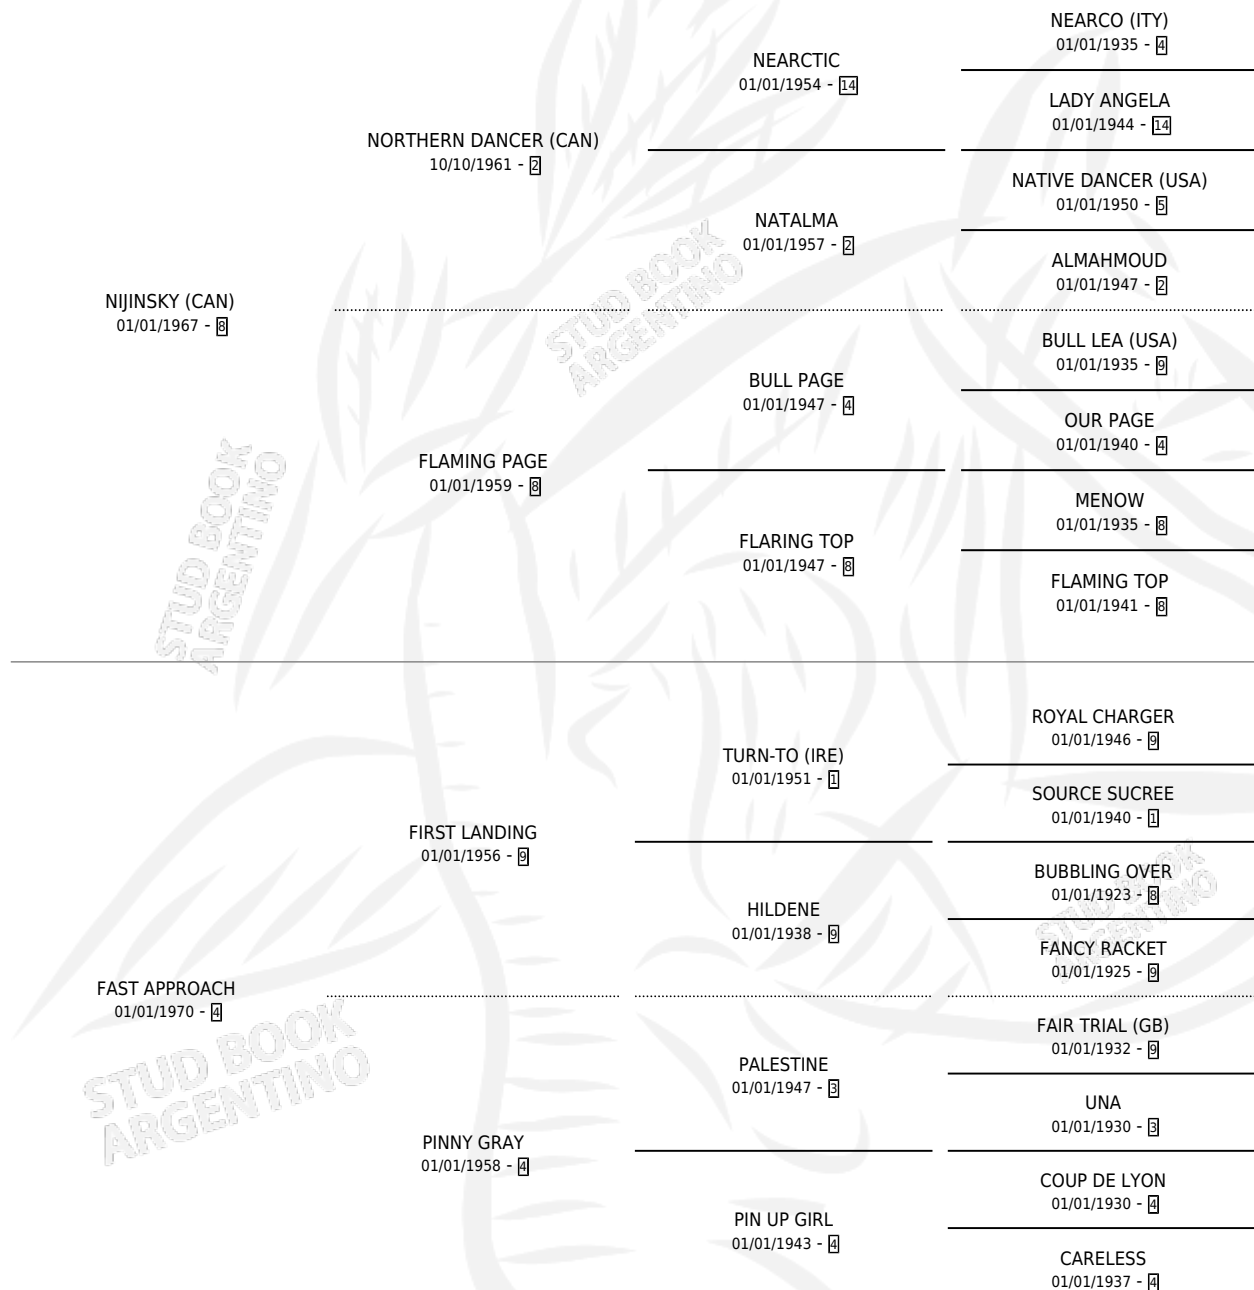 NIJINSKY (CAN)
01/01/1967 - 8
NORTHERN DANCER (CAN)
10/10/1961 - 2
FLAMING PAGE
01/01/1959 - 8
NEARCTIC
01/01/1954 - 14
NATALMA
01/01/1957 - 2
BULL PAGE
01/01/1947 - 4
FLARING TOP
01/01/1947 - 8
NEARCO (ITY)
01/01/1935 - 4
LADY ANGELA
01/01/1944 - 14
NATIVE DANCER (USA)
01/01/1950 - 5
ALMAHMOUD
01/01/1947 - 2
BULL LEA (USA)
01/01/1935 - 9
OUR PAGE
01/01/1940 - 4
MENOW
01/01/1935 - 8
FLAMING TOP
01/01/1941 - 8
FAST APPROACH
01/01/1970 - 4
FIRST LANDING
01/01/1956 - 9
PINNY GRAY
01/01/1958 - 4
TURN-TO (IRE)
01/01/1951 - 1
HILDENE
01/01/1938 - 9
PALESTINE
01/01/1947 - 3
PIN UP GIRL
01/01/1943 - 4
ROYAL CHARGER
01/01/1946 - 9
SOURCE SUCREE
01/01/1940 - 1
BUBBLING OVER
01/01/1923 - 8
FANCY RACKET
01/01/1925 - 9
FAIR TRIAL (GB)
01/01/1932 - 9
UNA
01/01/1930 - 3
COUP DE LYON
01/01/1930 - 4
CARELESS
01/01/1937 - 4
STUD BOOK
ARGENTINO
STUD BOOK
ARGENTINO
STUD BOOK
ARGENTINO
STUD BOOK
ARGENTINO